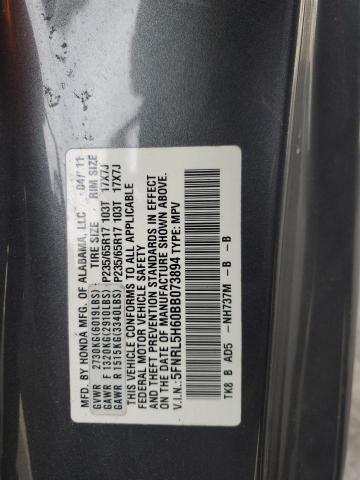 MFD. BY HONDA MFG. OF ALABAMA, LLC 04/11
TIRE SIZE RIM SIZE
GVWR 2730KG(6019LBS)
GAWR F 1320KG(2910LBS) P235/65R17 103T 17X7J
GAWR R 1515KG(3340LBS) P235/65R17 103T 17X7J
THIS VEHICLE CONFORMS TO ALL APPLICABLE
FEDERAL MOTOR VEHICLE SAFETY
AND THEFT PREVENTION STANDARDS IN EFFECT
ON THE DATE OF MANUFACTURE SHOWN ABOVE.
V.I.N.: 5FNRL5H60BB073894 TYPE: MPV
TK8 B AD5 -NH737M -B -B